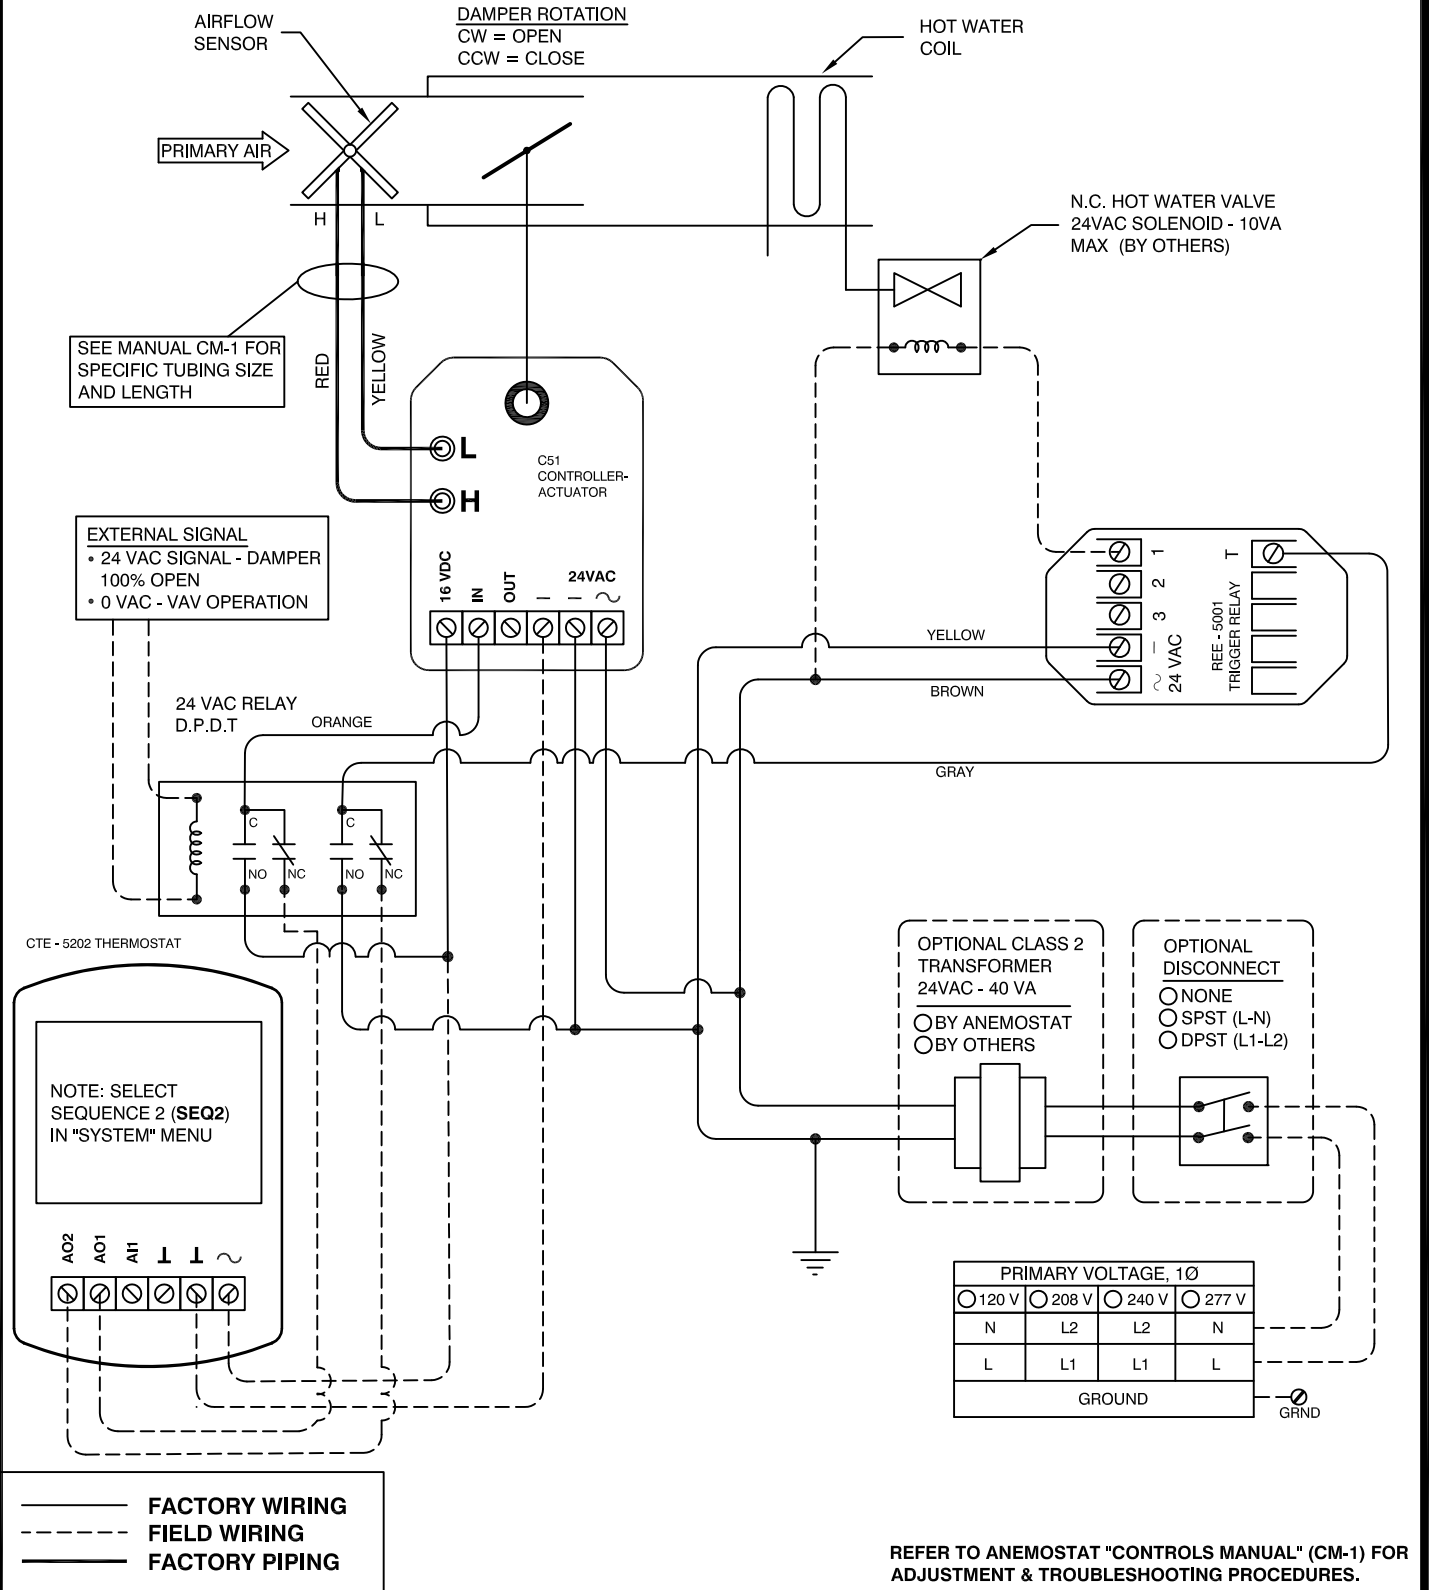 AIRFLOW
SENSOR
DAMPER ROTATION
CW = OPEN
CCW = CLOSE
HOT WATER
COIL
PRIMARY AIR
H
L
N.C. HOT WATER VALVE
24VAC SOLENOID - 10VA
MAX (BY OTHERS)
SEE MANUAL CM-1 FOR
SPECIFIC TUBING SIZE
AND LENGTH
RED
YELLOW
L
H
C51
CONTROLLER-
ACTUATOR
16 VDC
IN
OUT
—
—
24VAC
~
EXTERNAL SIGNAL
• 24 VAC SIGNAL - DAMPER
100% OPEN
• 0 VAC - VAV OPERATION
1
2
3
—
~
24 VAC
REE - 5001
TRIGGER RELAY
T
YELLOW
BROWN
24 VAC RELAY
D.P.D.T
ORANGE
GRAY
C
NO
NC
C
NO
NC
CTE - 5202 THERMOSTAT
NOTE: SELECT
SEQUENCE 2 (SEQ2)
IN "SYSTEM" MENU
AO2
AO1
AI1
⊥
⊥
~
OPTIONAL CLASS 2
TRANSFORMER
24VAC - 40 VA
BY ANEMOSTAT
BY OTHERS
OPTIONAL
DISCONNECT
NONE
SPST (L-N)
DPST (L1-L2)
PRIMARY VOLTAGE, 1Ø
120 V 208 V 240 V 277 V
N L2 L2 N
L L1 L1 L
GROUND
GRND
FACTORY WIRING
FIELD WIRING
FACTORY PIPING
REFER TO ANEMOSTAT "CONTROLS MANUAL" (CM-1) FOR
ADJUSTMENT & TROUBLESHOOTING PROCEDURES.